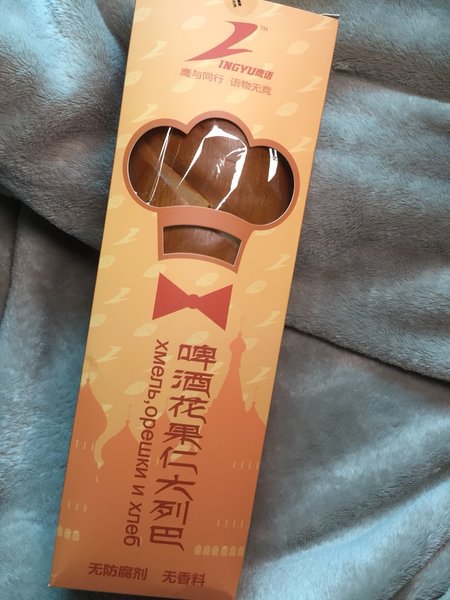 INGYU鹰语
TM
鹰与同行 语物无竞
啤酒花果仁大列巴
хмель,орешки и хлеб
无防腐剂 无香料